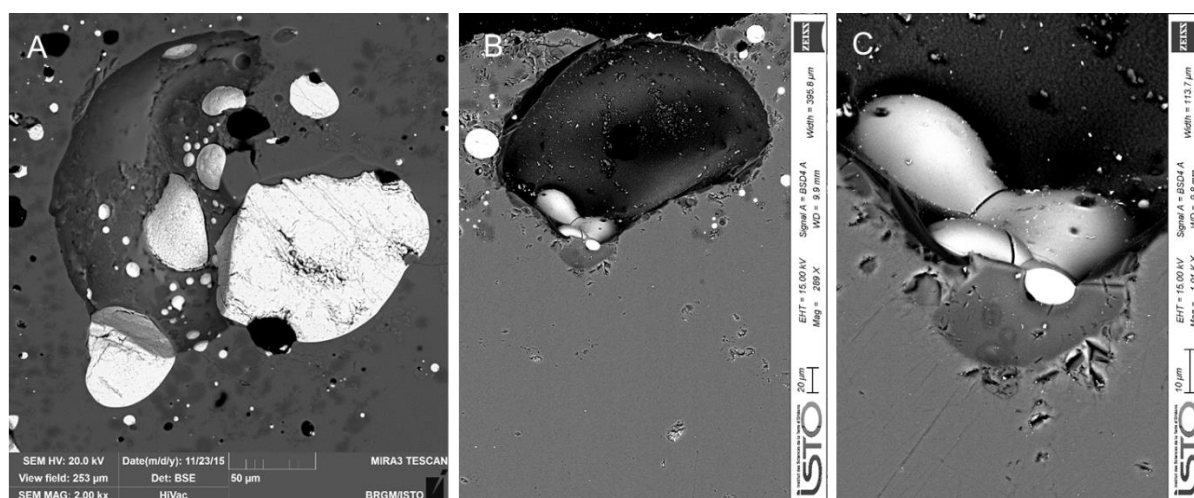 A
SEM HV: 20.0 kV
Date(m/d/y): 11/23/15
MIRA3 TESCAN
View field: 253 µm
Det: BSE
50 µm
SEM MAG: 2.00 kx
HiVac
BRGM/ISTO
B
ZEISS
Width = 395.8 µm
Signal A = BSD4 A
WD = 9.9 mm
EHT = 15.00 kV
Mag = 289 X
20 µm
ISTO
C
ZEISS
Width = 113.7 µm
Signal A = BSD4 A
EHT = 15.00 kV
10 µm
ISTO